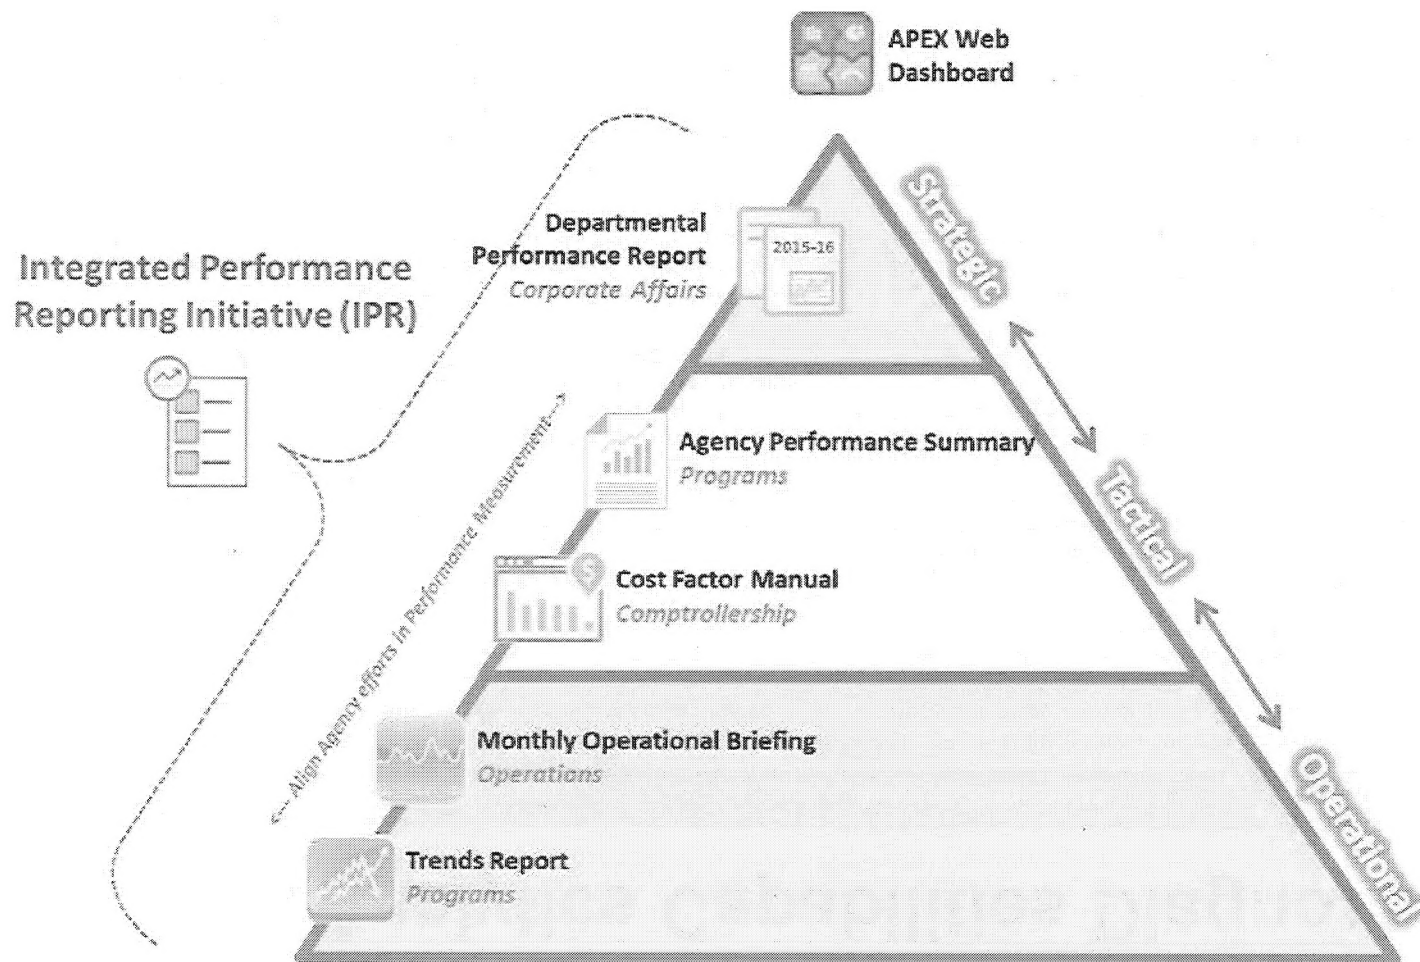 APEX Web
Dashboard
Strategic
Departmental
Performance Report
Corporate Affairs
2015-16
Integrated Performance
Reporting Initiative (IPR)
Agency Performance Summary
Programs
Tactical
Align Agency efforts in Performance Measurement
Cost Factor Manual
Comptrollership
$
Monthly Operational Briefing
Operations
Operational
Trends Report
Programs